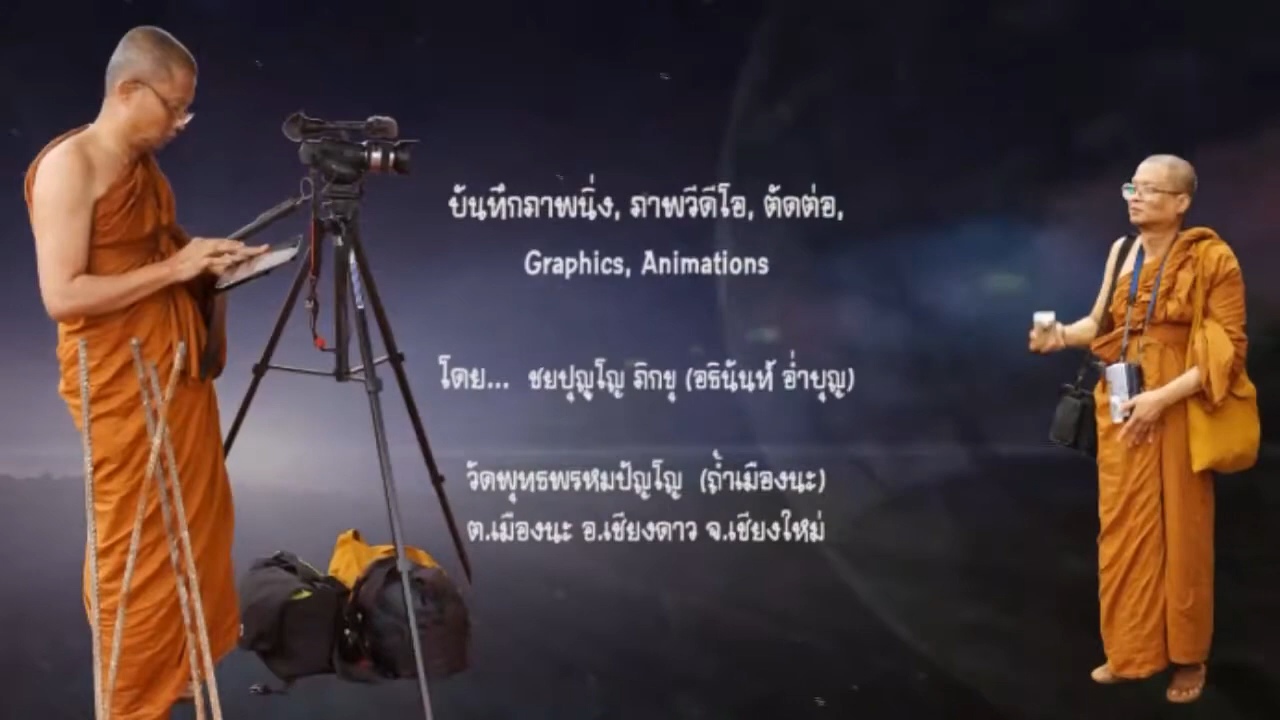 บันทึกภาพนิ่ง, ภาพวีดีโอ, ตัดต่อ,
Graphics, Animations
โดย... ชยปุญฺโญ ภิกขุ (อธินันท์ อ่ำบุญ)
วัดพุทธพรหมปัญโญ (ถ้ำเมืองนะ)
ต.เมืองนะ อ.เชียงดาว จ.เชียงใหม่